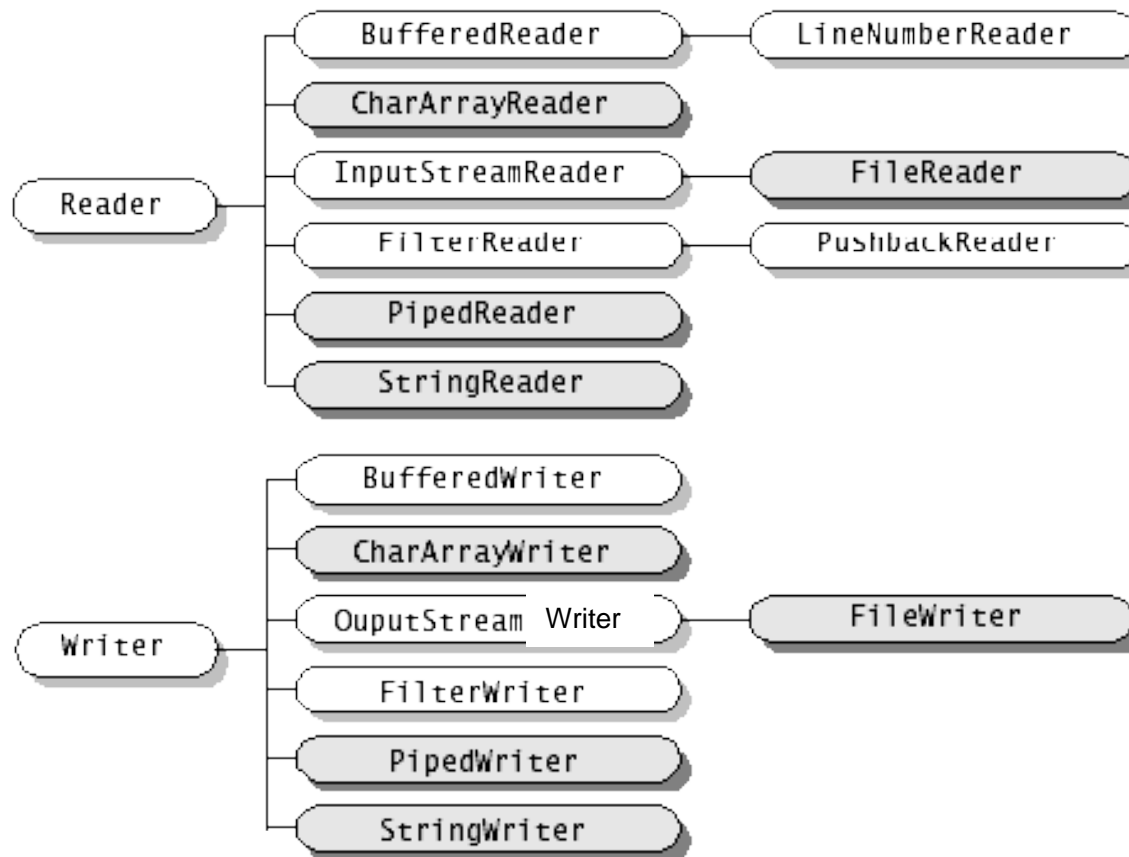 BufferedReader
LineNumberReader
CharArrayReader
InputStreamReader
FileReader
Reader
FilterReader
PushbackReader
PipedReader
StringReader
BufferedWriter
CharArrayWriter
OuputStream Writer
FileWriter
Writer
FilterWriter
PipedWriter
StringWriter